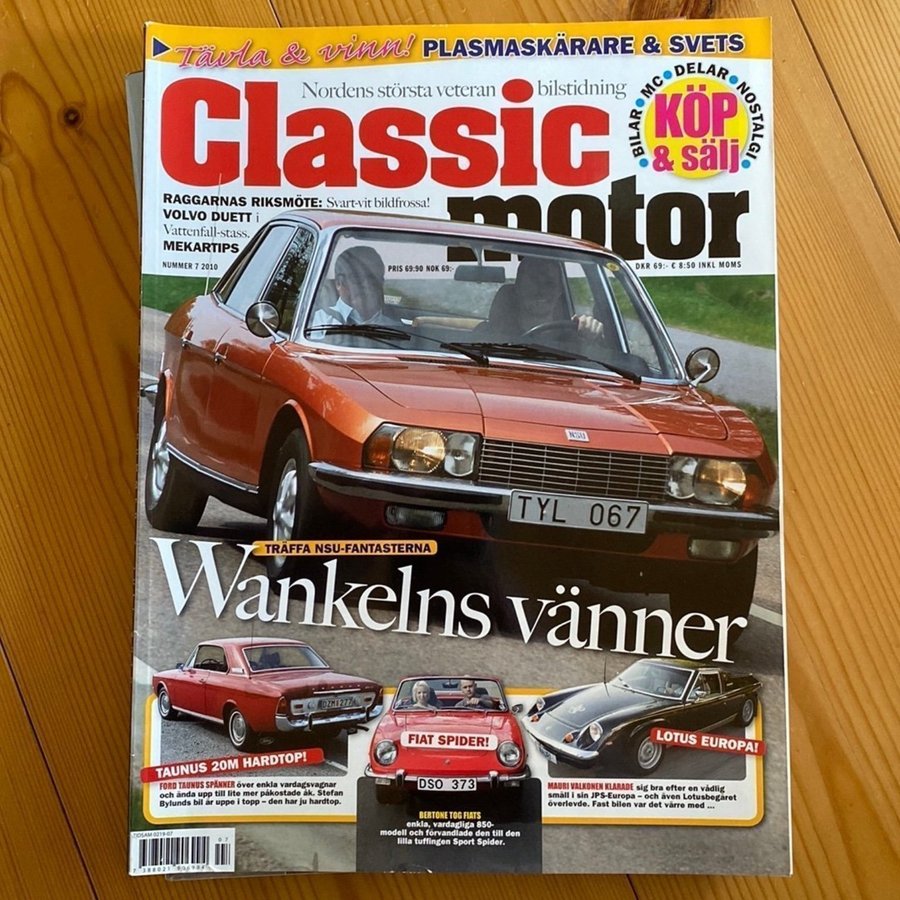 Tävla & vinn! PLASMASKÄRARE & SVETS
Nordens största veteran bilstidning
Classic
motor
BILAR • MC • DELAR • NOSTALGI
KÖP
& sälj
RAGGARNAS RIKSMÖTE: Svart-vit bildfrossa!
VOLVO DUETT i
Vattenfall-stass.
MEKARTIPS
NUMMER 7 2010
PRIS 69:90 NOK 69:-
DKR 69:- € 8:50 INKL MOMS
NSU
TYL 067
TRÄFFA NSU-FANTASTERNA
Wankelns vänner
TAUNUS 20M HARDTOP!
FORD TAUNUS SPÄNNER över enkla vardagsvagnar
och ända upp till lite mer påkostade åk. Stefan
Bylunds bil är uppe i topp – den har ju hardtop.
FIAT SPIDER!
DSO 373
BERTONE TOG FIATS
enkla, vardagliga 850-
modell och förvandlade den till den
lilla tuffingen Sport Spider.
LOTUS EUROPA!
MAURI VALKONEN KLARADE sig bra efter en vådlig
småll i sin JPS-Europa – och även Lotusbegäret
överlevde. Fast bilen var det värre med ...
TIDSAM 0219-07
07